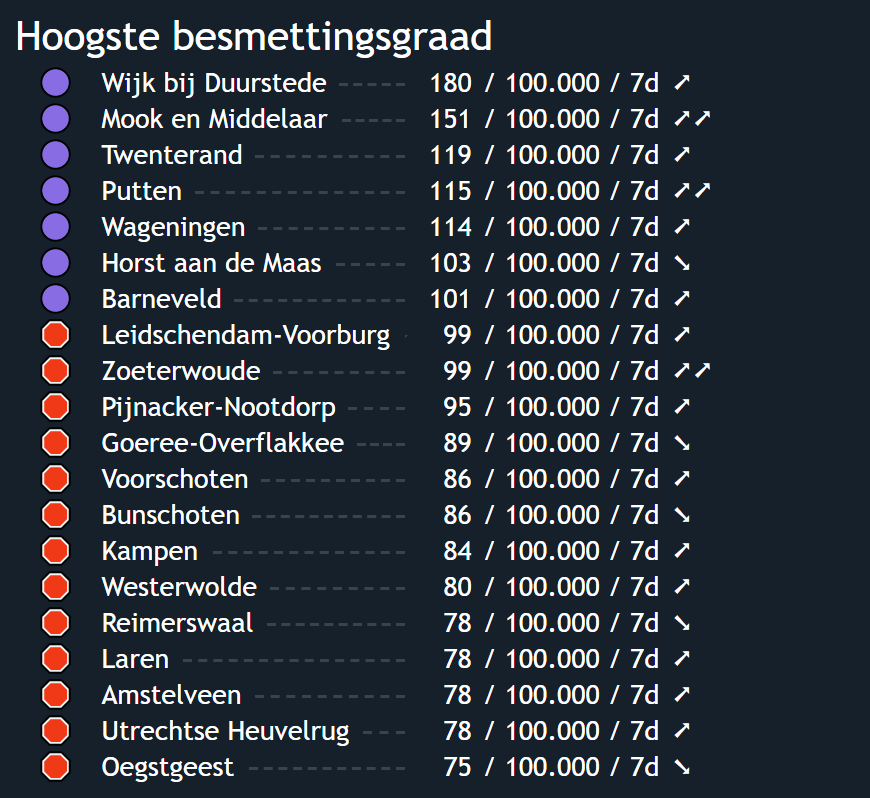 Hoogste besmettingsgraad
Wijk bij Duurstede ----- 180 / 100.000 / 7d ➚
Mook en Middelaar ----- 151 / 100.000 / 7d ➚➚
Twenterand ----------- 119 / 100.000 / 7d ➚
Putten --------------- 115 / 100.000 / 7d ➚➚
Wageningen ---------- 114 / 100.000 / 7d ➚
Horst aan de Maas ----- 103 / 100.000 / 7d ➘
Barneveld ------------ 101 / 100.000 / 7d ➚
Leidschendam-Voorburg - 99 / 100.000 / 7d ➚
Zoeterwoude ---------- 99 / 100.000 / 7d ➚➚
Pijnacker-Nootdorp ---- 95 / 100.000 / 7d ➚
Goeree-Overflakkee ---- 89 / 100.000 / 7d ➘
Voorschoten ---------- 86 / 100.000 / 7d ➚
Bunschoten ----------- 86 / 100.000 / 7d ➘
Kampen -------------- 84 / 100.000 / 7d ➚
Westerwolde ---------- 80 / 100.000 / 7d ➚
Reimerswaal ---------- 78 / 100.000 / 7d ➘
Laren ---------------- 78 / 100.000 / 7d ➚
Amstelveen ----------- 78 / 100.000 / 7d ➚
Utrechtse Heuvelrug --- 78 / 100.000 / 7d ➚
Oegstgeest ----------- 75 / 100.000 / 7d ➘